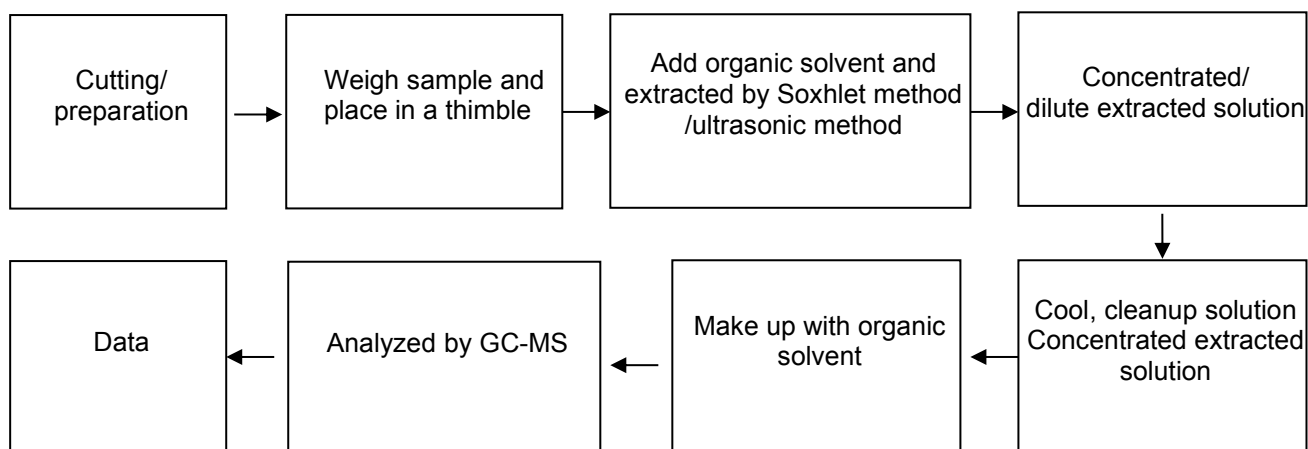 Cutting/
preparation
Weigh sample and
place in a thimble
Add organic solvent and
extracted by Soxhlet method
/ultrasonic method
Concentrated/
dilute extracted solution
Cool, cleanup solution
Concentrated extracted
solution
Make up with organic
solvent
Analyzed by GC-MS
Data